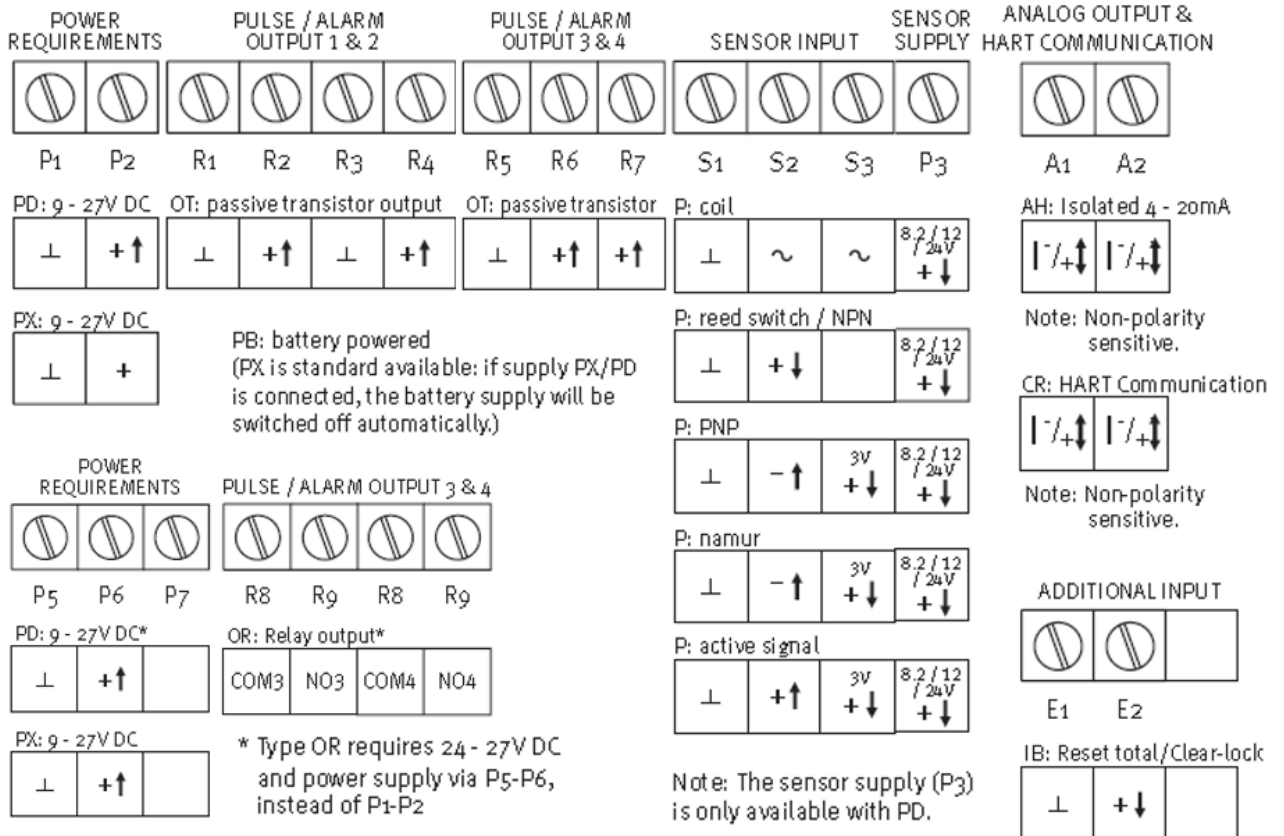 POWER
REQUIREMENTS
PULSE / ALARM
OUTPUT 1 & 2
PULSE / ALARM
OUTPUT 3 & 4
SENSOR INPUT
SENSOR
SUPPLY
ANALOG OUTPUT &
HART COMMUNICATION
P1 P2 R1 R2 R3 R4 R5 R6 R7 S1 S2 S3 P3 A1 A2
PD: 9 - 27V DC
⊥ +↑
OT: passive transistor output
⊥ +↑ ⊥ +↑
OT: passive transistor
⊥ +↑ +↑
P: coil
⊥ ~ ~ 8.2 / 12
/ 24V
+↓
AH: Isolated 4 - 20mA
-/+ -/+
Note: Non-polarity
sensitive.
PX: 9 - 27V DC
⊥ +
PB: battery powered
(PX is standard available: if supply PX/PD
is connected, the battery supply will be
switched off automatically.)
P: reed switch / NPN
⊥ +↓ 8.2 / 12
/ 24V
+↓
CR: HART Communication
-/+ -/+
Note: Non-polarity
sensitive.
P: PNP
⊥ -↑ 3V
+↓ 8.2 / 12
/ 24V
+↓
POWER
REQUIREMENTS
PULSE / ALARM OUTPUT 3 & 4
P5 P6 P7 R8 R9 R8 R9
P: namur
⊥ -↑ 3V
+↓ 8.2 / 12
/ 24V
+↓
ADDITIONAL INPUT
E1 E2
PD: 9 - 27V DC*
⊥ +↑
OR: Relay output*
COM3 NO3 COM4 NO4
P: active signal
⊥ +↑ 3V
+↓ 8.2 / 12
/ 24V
+↓
PX: 9 - 27V DC
⊥ +↑
* Type OR requires 24 - 27V DC
and power supply via P5-P6,
instead of P1-P2
Note: The sensor supply (P3)
is only available with PD.
IB: Reset total/Clear-lock
⊥ +↓